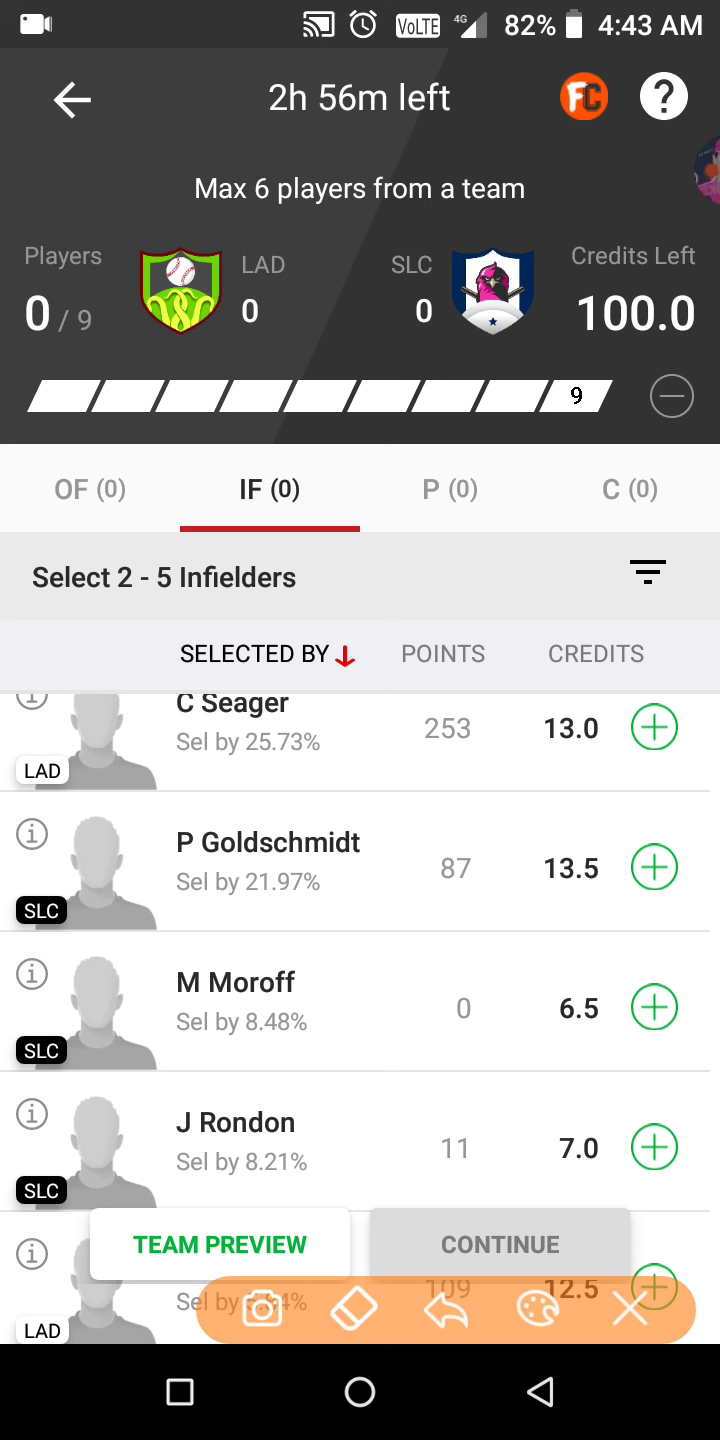 VoLTE 4G 82% 4:43 AM
2h 56m left FC ?
Max 6 players from a team
Players LAD SLC Credits Left
0 / 9 0 0 100.0
9
OF (0) IF (0) P (0) C (0)
Select 2 - 5 Infielders
SELECTED BY POINTS CREDITS
C Seager
Sel by 25.73% 253 13.0
LAD
P Goldschmidt
Sel by 21.97% 87 13.5
SLC
M Moroff
Sel by 8.48% 0 6.5
SLC
J Rondon
Sel by 8.21% 11 7.0
SLC
TEAM PREVIEW CONTINUE
Sel by 109 12.5
LAD